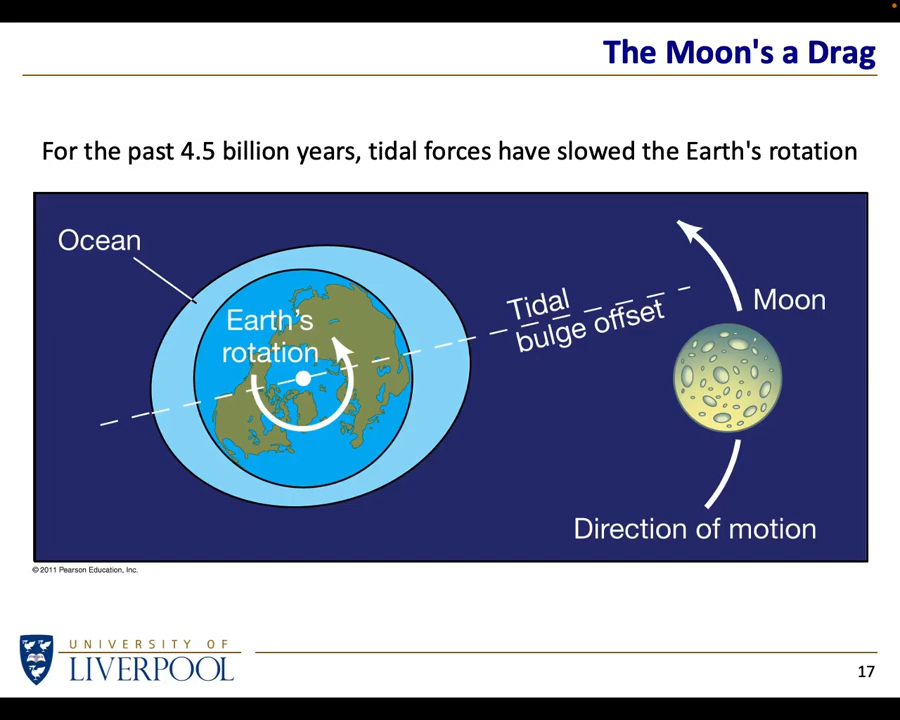 The Moon's a Drag
For the past 4.5 billion years, tidal forces have slowed the Earth's rotation
Ocean
Earth's
rotation
Tidal
bulge offset
Moon
Direction of motion
© 2011 Pearson Education, Inc.
UNIVERSITY OF
LIVERPOOL
17